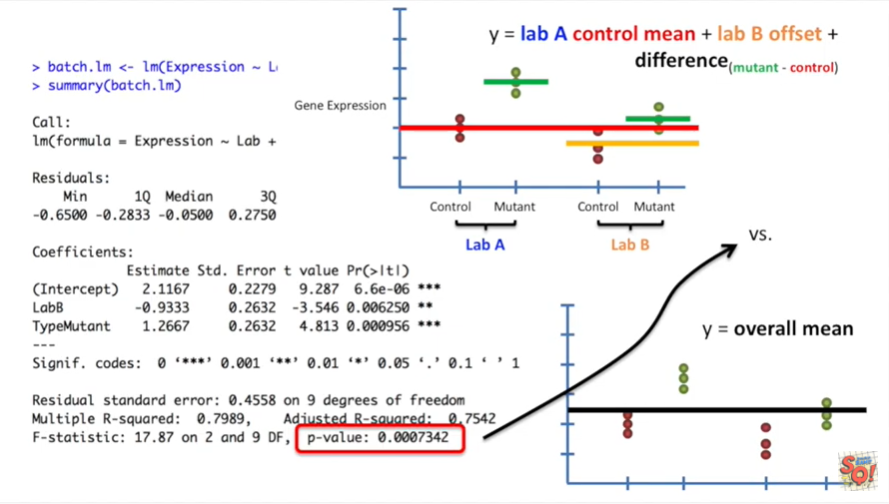 > batch.lm <- lm(Expression ~ L
> summary(batch.lm)
Call:
lm(formula = Expression ~ Lab +
Residuals:
Min 1Q Median 3Q
-0.6500 -0.2833 -0.0500 0.2750
Coefficients:
Estimate Std. Error t value Pr(>|t|)
(Intercept) 2.1167 0.2279 9.287 6.6e-06 ***
LabB -0.9333 0.2632 -3.546 0.006250 **
TypeMutant 1.2667 0.2632 4.813 0.000956 ***
---
Signif. codes: 0 ‘***’ 0.001 ‘**’ 0.01 ‘*’ 0.05 ‘.’ 0.1 ‘ ’ 1
Residual standard error: 0.4558 on 9 degrees of freedom
Multiple R-squared: 0.7989, Adjusted R-squared: 0.7542
F-statistic: 17.87 on 2 and 9 DF, p-value: 0.0007342
y = lab A control mean + lab B offset +
difference(mutant - control)
Gene Expression
Control Mutant Control Mutant
Lab A Lab B
vs.
y = overall mean
SQ!